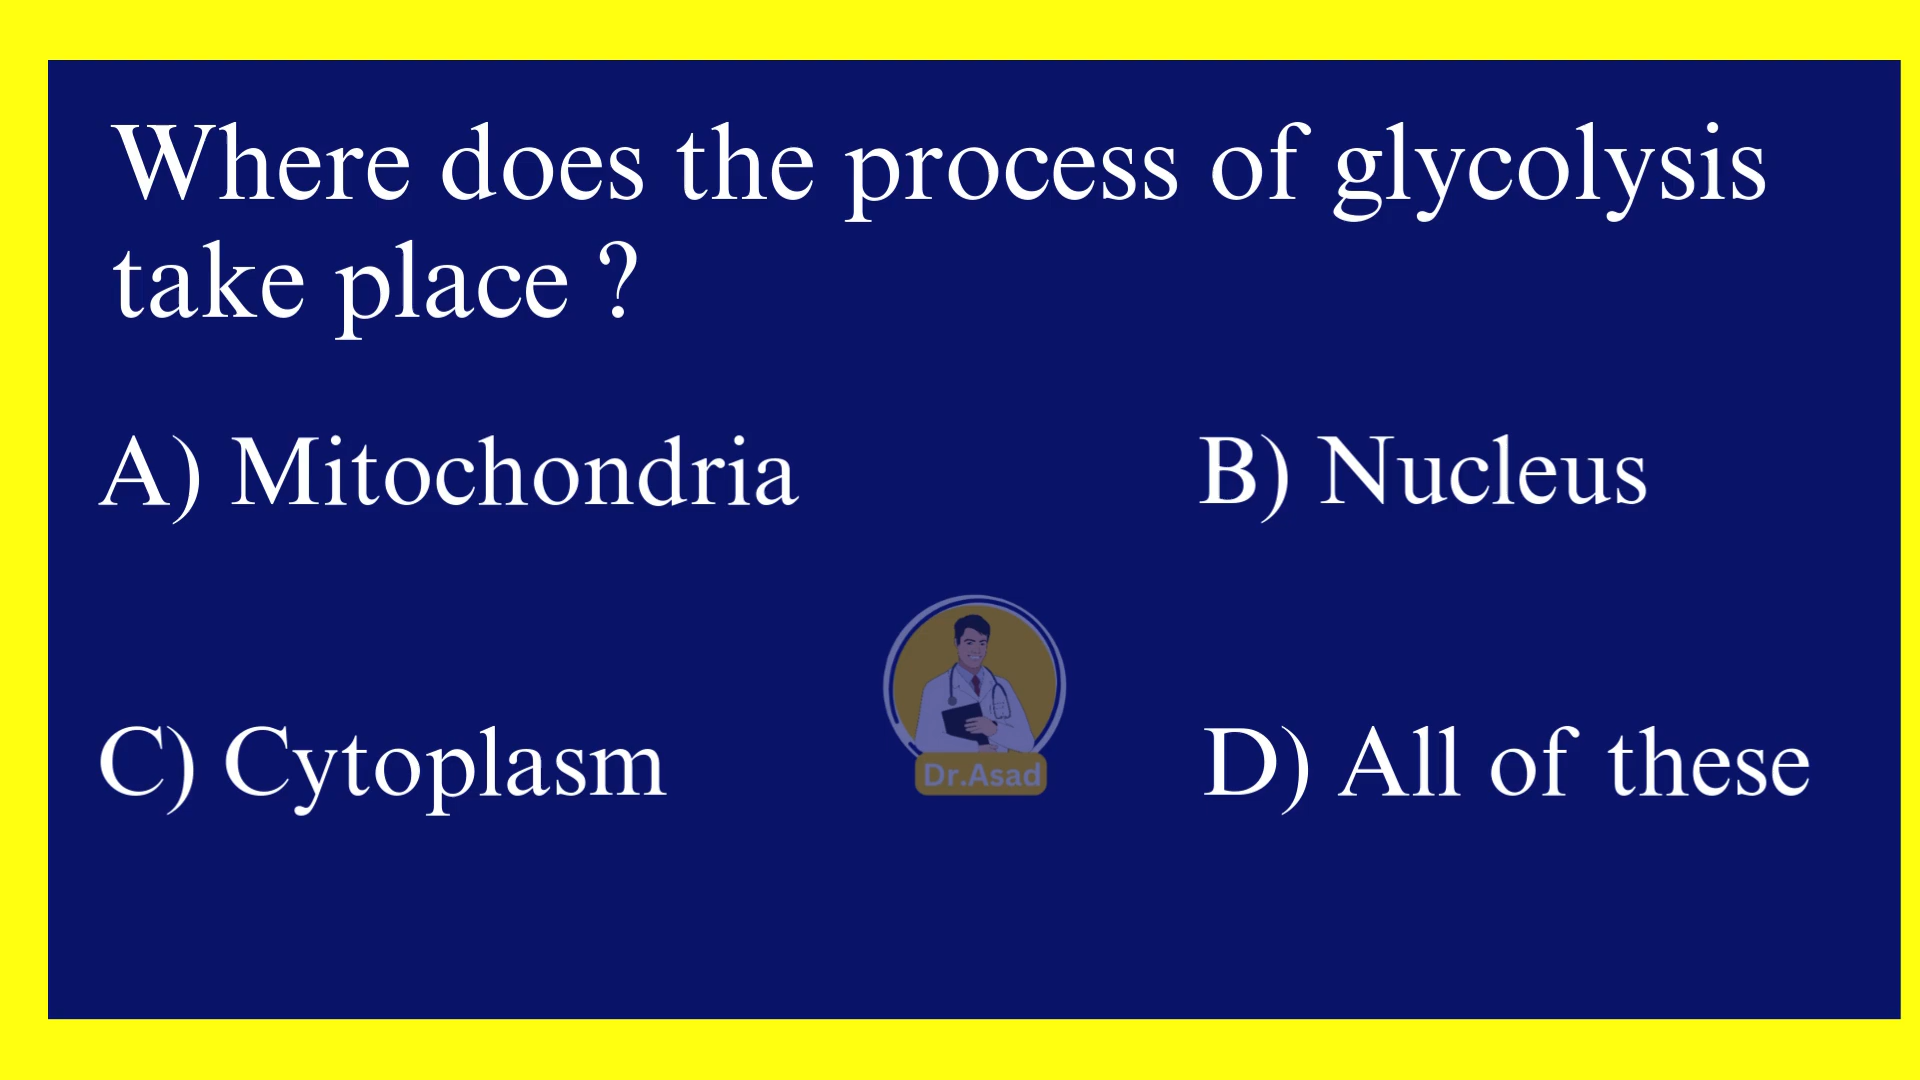 Where does the process of glycolysis
take place ?
A) Mitochondria
B) Nucleus
C) Cytoplasm
D) All of these
Dr.Asad